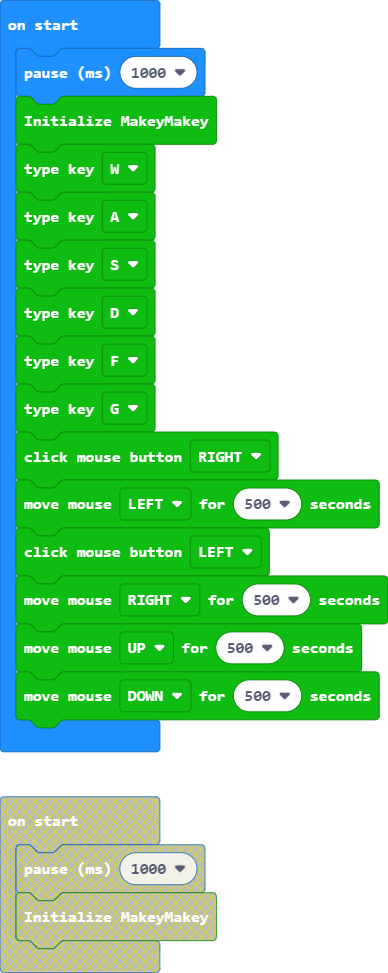 on start
pause (ms) 1000
Initialize MakeyMakey
type key W
type key A
type key S
type key D
type key F
type key G
click mouse button RIGHT
move mouse LEFT for 500 seconds
click mouse button LEFT
move mouse RIGHT for 500 seconds
move mouse UP for 500 seconds
move mouse DOWN for 500 seconds
on start
pause (ms) 1000
Initialize MakeyMakey